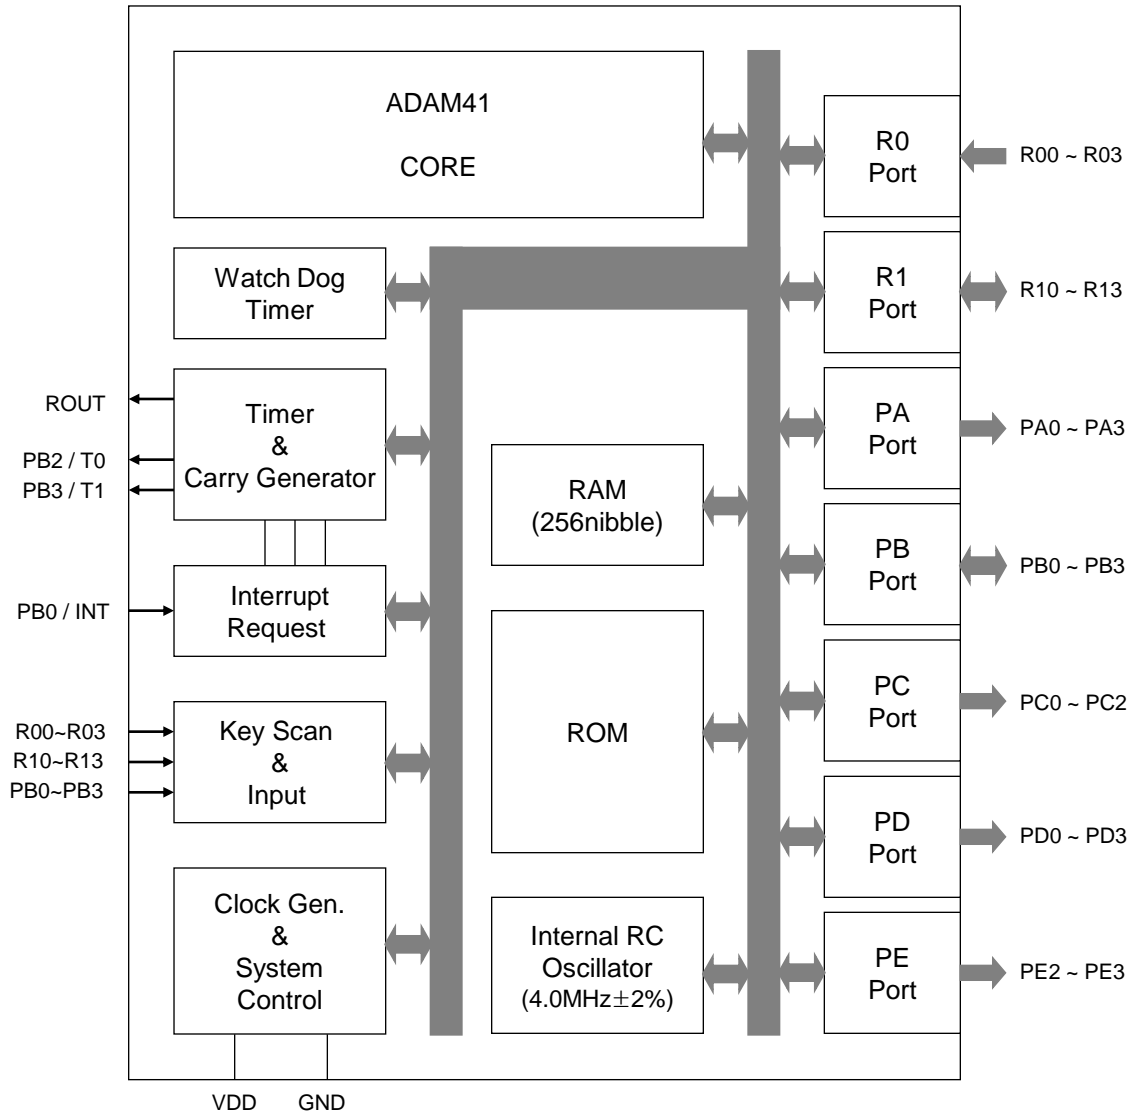 ADAM41
CORE
R0
Port
R00 ~ R03
Watch Dog
Timer
R1
Port
R10 ~ R13
ROUT
PB2 / T0
PB3 / T1
Timer
&
Carry Generator
PA
Port
PA0 ~ PA3
RAM
(256nibble)
PB
Port
PB0 ~ PB3
PB0 / INT
Interrupt
Request
R00~R03
R10~R13
PB0~PB3
Key Scan
&
Input
ROM
PC
Port
PC0 ~ PC2
PD
Port
PD0 ~ PD3
Clock Gen.
&
System
Control
Internal RC
Oscillator
(4.0MHz±2%)
PE
Port
PE2 ~ PE3
VDD
GND